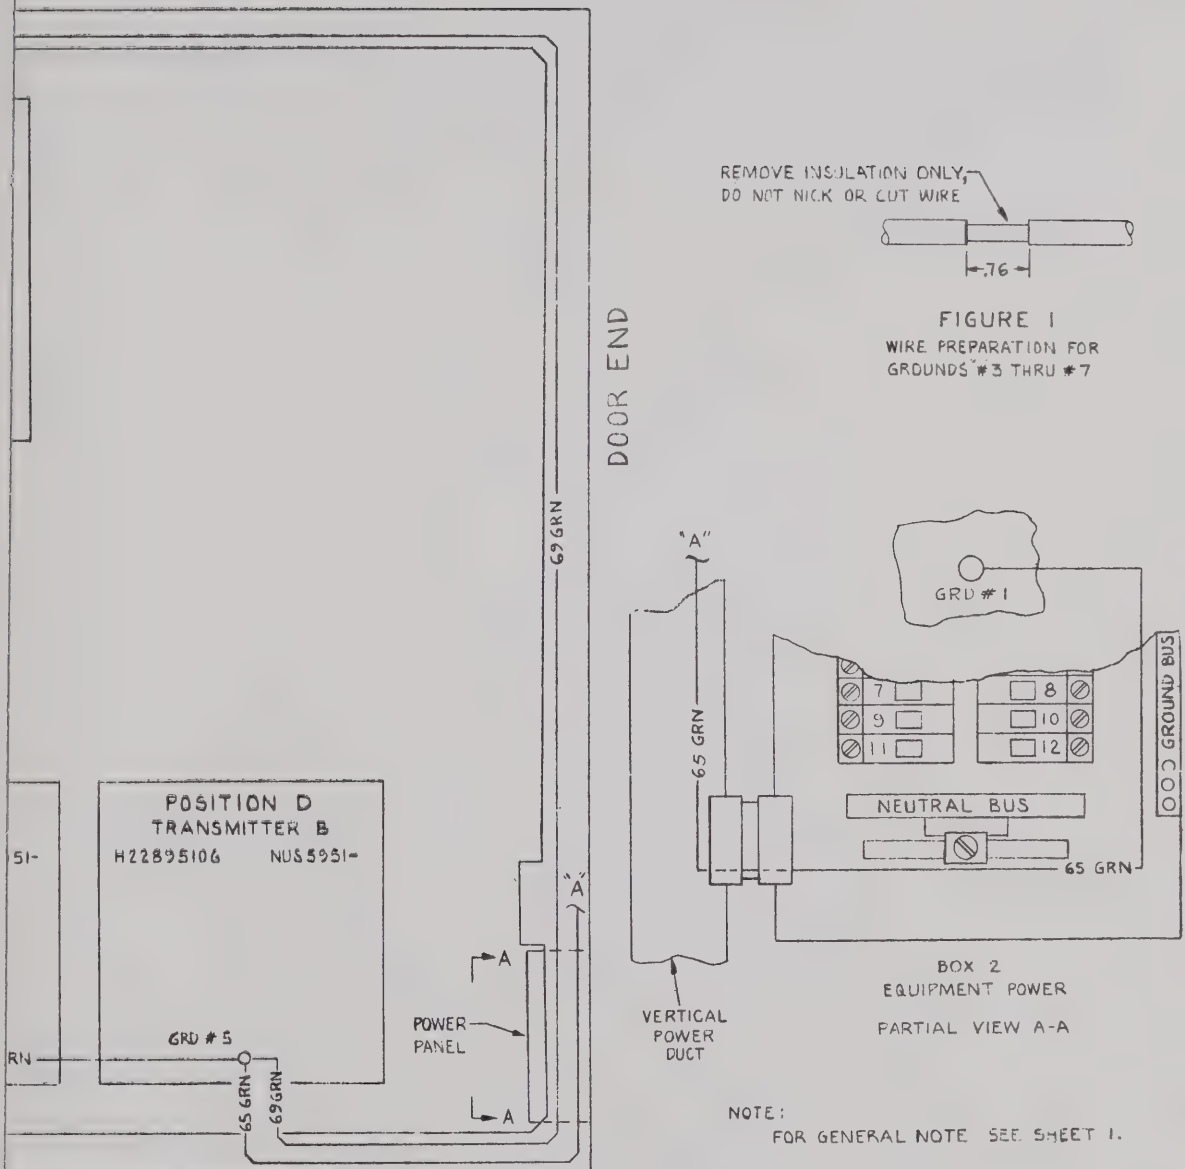 REMOVE INSULATION ONLY,
DO NOT NICK OR CUT WIRE
.76
FIGURE 1
WIRE PREPARATION FOR
GROUNDS #3 THRU #7
DOOR END
69 GRN
"A"
GRD #1
65 GRN
7
8
9
10
11
12
GROUND BUS
NEUTRAL BUS
65 GRN
BOX 2
EQUIPMENT POWER
PARTIAL VIEW A-A
VERTICAL
POWER
DUCT
POSITION D
TRANSMITTER B
H22895106 NUS5951-
51-
"A"
A
POWER
PANEL
A
GRD #5
RN
65 GRN
69 GRN
NOTE:
FOR GENERAL NOTE SEE SHEET 1.